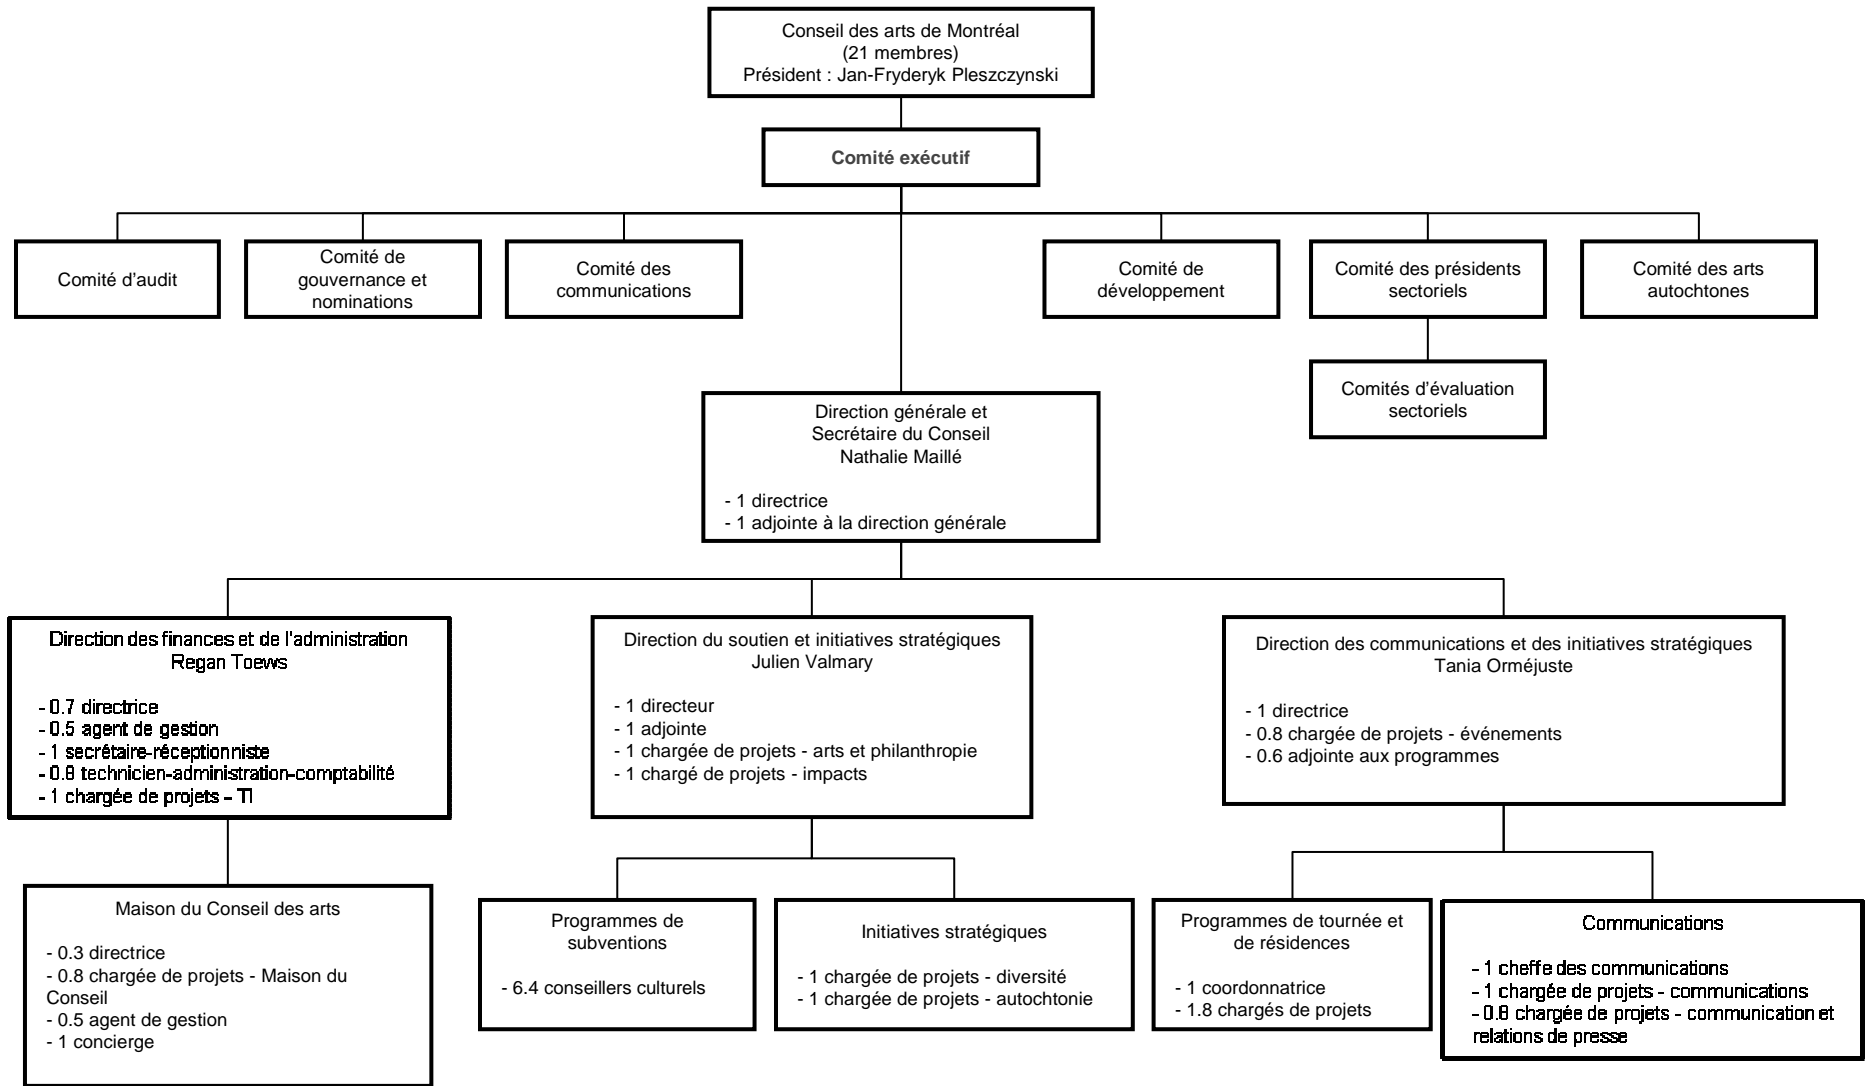 Conseil des arts de Montréal
(21 membres)
Président : Jan-Fryderyk Pleszczynski
Comité exécutif
Comité d'audit
Comité de
gouvernance et
nominations
Comité des
communications
Comité de
développement
Comité des présidents
sectoriels
Comité des arts
autochtones
Comités d'évaluation
sectoriels
Direction générale et
Secrétaire du Conseil
Nathalie Maillé
- 1 directrice
- 1 adjointe à la direction générale
Direction des finances et de l'administration
Regan Toews
- 0.7 directrice
- 0.5 agent de gestion
- 1 secrétaire-réceptionniste
- 0.8 technicien-administration-comptabilité
- 1 chargée de projets – TI
Direction du soutien et initiatives stratégiques
Julien Valmary
- 1 directeur
- 1 adjointe
- 1 chargée de projets - arts et philanthropie
- 1 chargé de projets - impacts
Direction des communications et des initiatives stratégiques
Tania Orméjuste
- 1 directrice
- 0.8 chargée de projets - événements
- 0.6 adjointe aux programmes
Maison du Conseil des arts
- 0.3 directrice
- 0.8 chargée de projets - Maison du
Conseil
- 0.5 agent de gestion
- 1 concierge
Programmes de
subventions
- 6.4 conseillers culturels
Initiatives stratégiques
- 1 chargée de projets - diversité
- 1 chargée de projets - autochtonie
Programmes de tournée et
de résidences
- 1 coordonnatrice
- 1.8 chargés de projets
Communications
- 1 cheffe des communications
- 1 chargée de projets - communications
- 0.8 chargée de projets - communication et
relations de presse